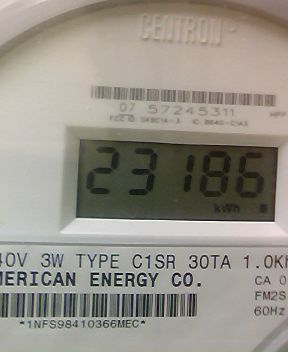 CENTRON
07 57245311
23186
kWh
40V 3W TYPE C1SR 30TA 1.0K
MERICAN ENERGY CO.
CA 0
FM2S
60Hz
*1NFS98410366MEC*